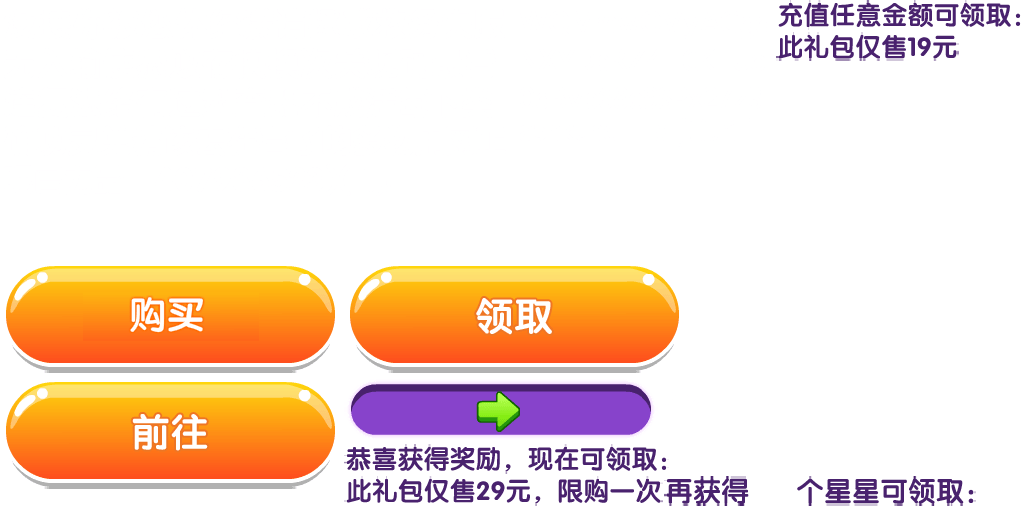 充值任意金额可领取：
此礼包仅售19元
购买
领取
前往
恭喜获得奖励，现在可领取：
此礼包仅售29元，限购一次
再获得 个星星可领取：